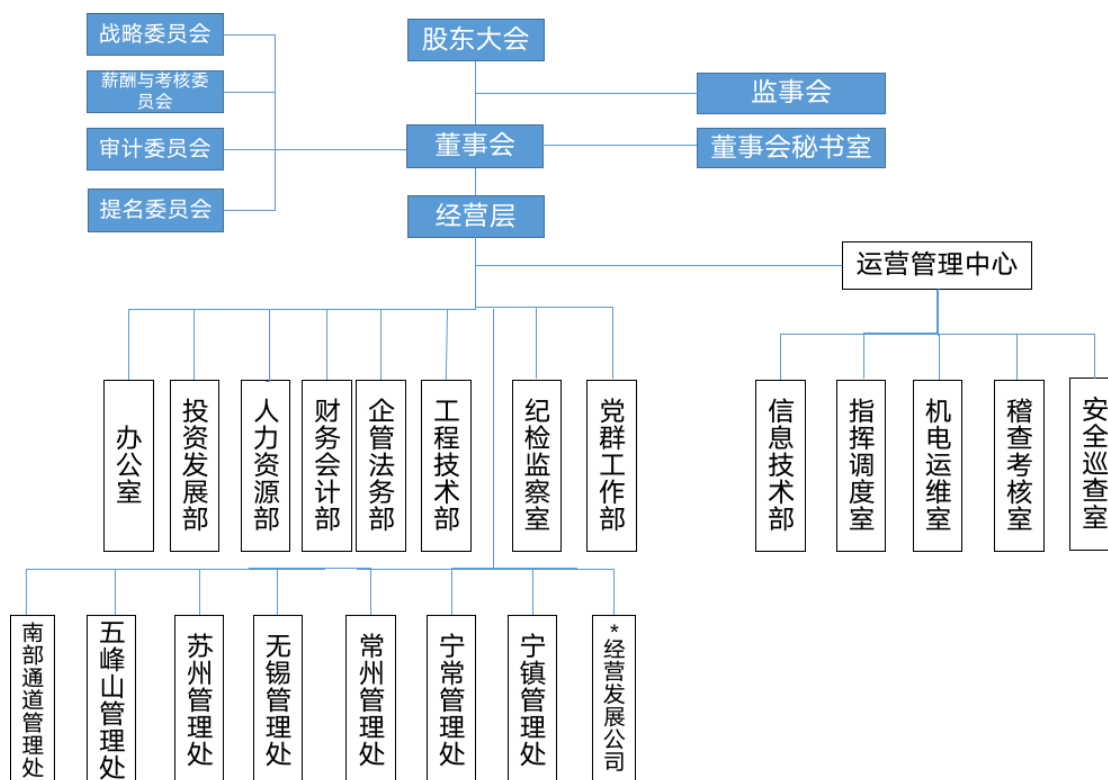 战略委员会
股东大会
薪酬与考核委
员会
监事会
审计委员会
董事会
董事会秘书室
提名委员会
经营层
运营管理中心
办公室
投资发展部
人力资源部
财务会计部
企管法务部
工程技术部
纪检监察室
党群工作部
信息技术部
指挥调度室
机电运维室
稽查考核室
安全巡查室
南部通道管理处
五峰山管理处
苏州管理处
无锡管理处
常州管理处
宁常管理处
宁镇管理处
*经营发展公司